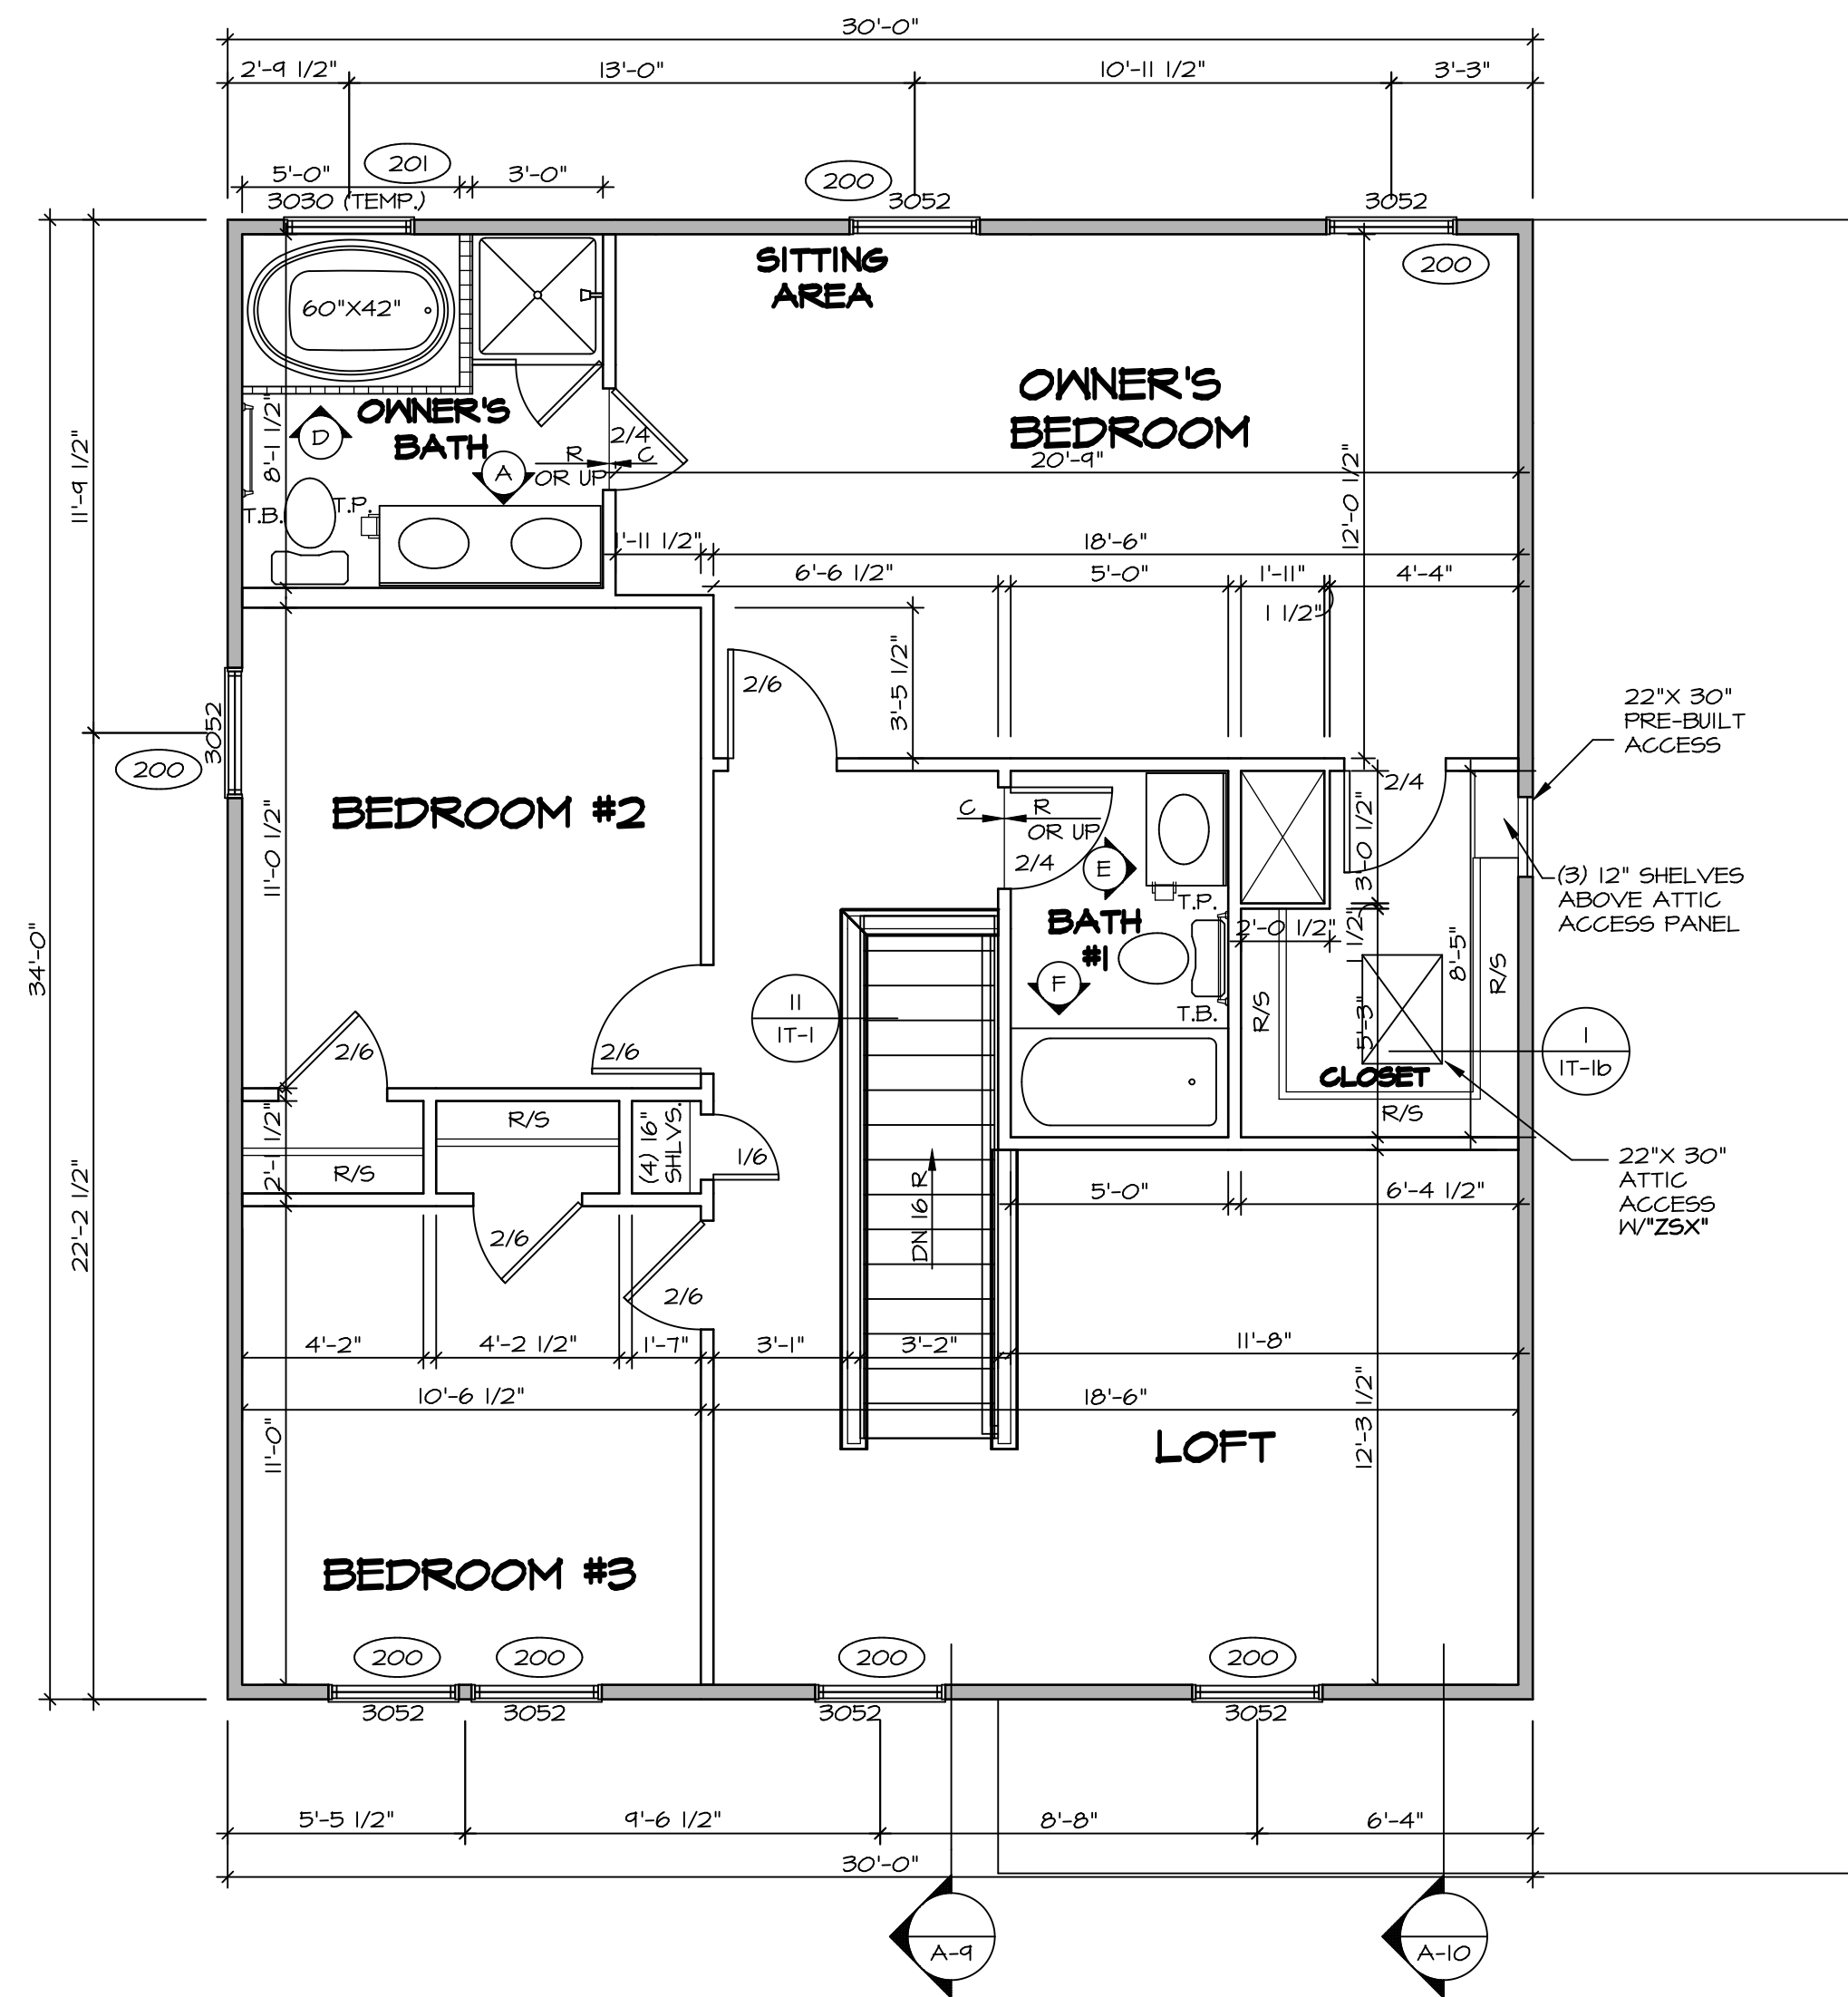 30'-0"
2'-9 1/2"
13'-0"
10'-11 1/2"
3'-3"
5'-0"
201
3'-0"
200
3030 (TEMP.)
3052
3052
SITTING
AREA
200
60"X42"
OWNER'S
BEDROOM
OWNER'S
BATH
8'-1 1/2"
D
A
2/4
R
C
OR UP
20'-9"
11'-9 1/2"
12'-0 1/2"
T.B.
T.P.
1'-11 1/2"
18'-6"
6'-6 1/2"
5'-0"
1'-11"
4'-4"
1 1/2"
3'-5 1/2"
2/6
3052
200
22"X 30"
PRE-BUILT
ACCESS
BEDROOM #2
11'-0 1/2"
C
R
OR UP
2/4
E
2/4
3'-0 1/2"
(3) 12" SHELVES
ABOVE ATTIC
ACCESS PANEL
T.P.
BATH
#1
2'-0 1/2"
1 1/2"
8'-5"
R/S
34'-0"
F
T.B.
R/S
5'-3"
11
IT-1
1
IT-1b
2/6
2/6
CLOSET
R/S
2'-1 1/2"
R/S
R/S
(4) 16"
SHLVS.
1/6
22"X 30"
ATTIC
ACCESS
W/"ZSX"
22'-2 1/2"
DN 16 R
5'-0"
6'-4 1/2"
2/6
2/6
4'-2"
4'-2 1/2"
1'-7"
3'-1"
3'-2"
11'-8"
10'-6 1/2"
18'-6"
11'-0"
12'-3 1/2"
LOFT
BEDROOM #3
200
200
200
200
3052
3052
3052
3052
5'-5 1/2"
9'-6 1/2"
8'-8"
6'-4"
30'-0"
A-9
A-10